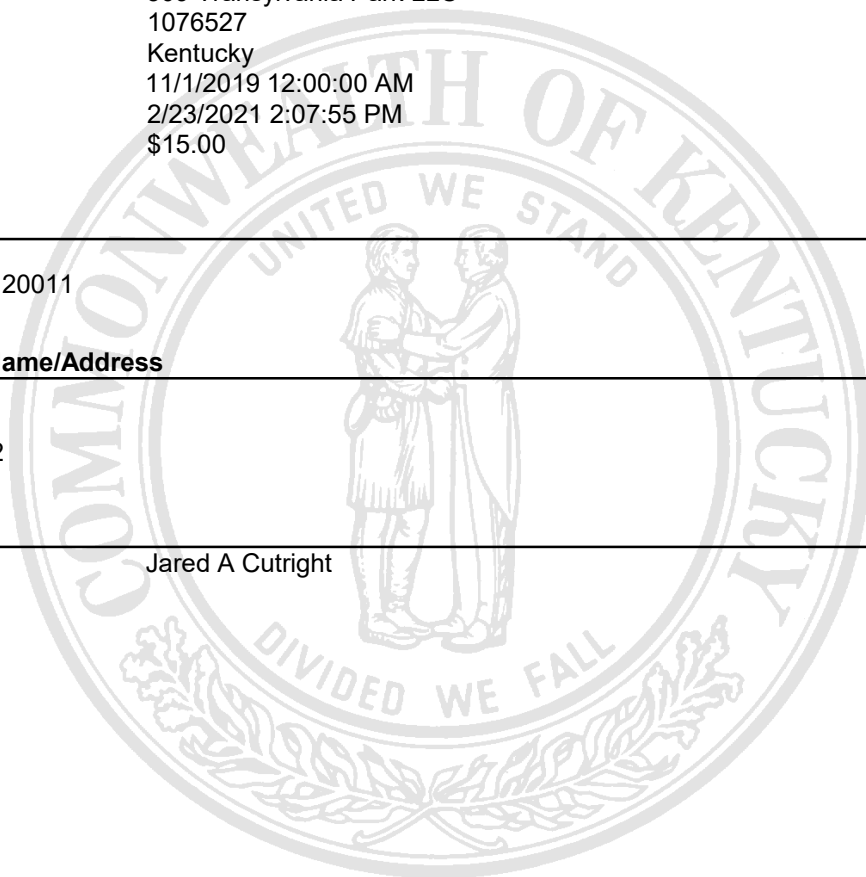 1076527
Kentucky
11/1/2019 12:00:00 AM
2/23/2021 2:07:55 PM
$15.00
20011
ame/Address
2
Jared A Cutright
COMMONWEALTH OF KENTUCKY
UNITED WE STAND
DIVIDED WE FALL